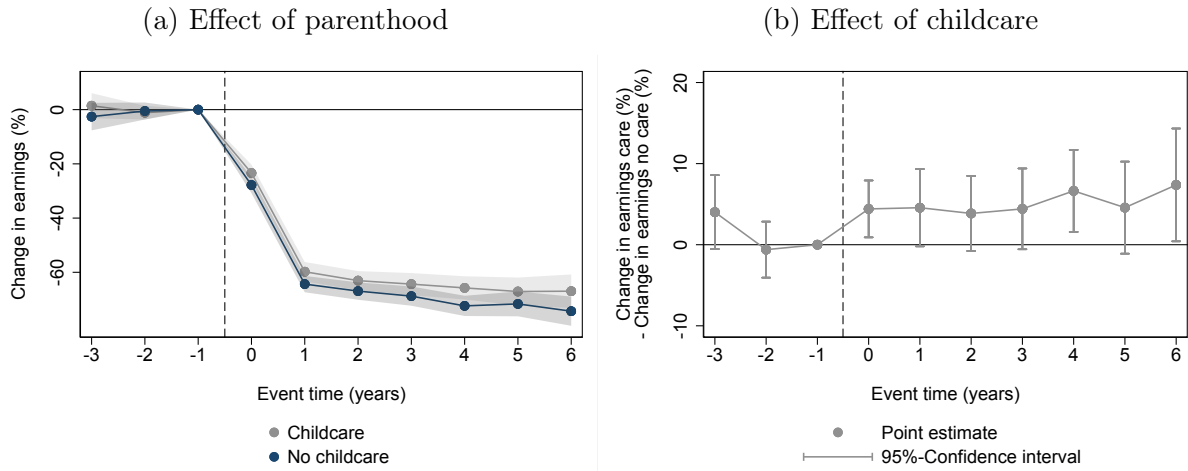 (a) Effect of parenthood
Change in earnings (%)
0
20
-40
-60
-3 -2 -1 0 1 2 3 4 5 6
Event time (years)
Childcare
No childcare
(b) Effect of childcare
Change in earnings care (%)
- Change in earnings no care (%)
20
10
0
-10
-3 -2 -1 0 1 2 3 4 5 6
Event time (years)
Point estimate
95%-Confidence interval